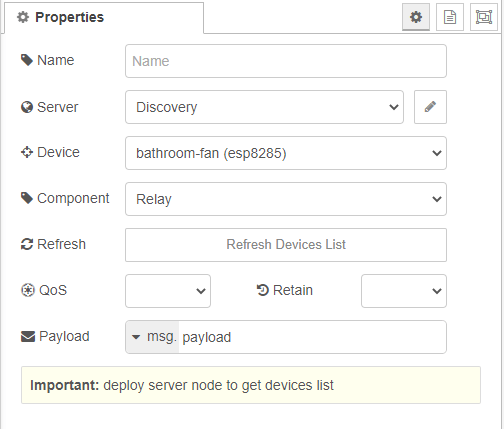 Properties
Name Name
Server Discovery
Device bathroom-fan (esp8285)
Component Relay
Refresh Refresh Devices List
QoS Retain
Payload msg. payload
Important: deploy server node to get devices list